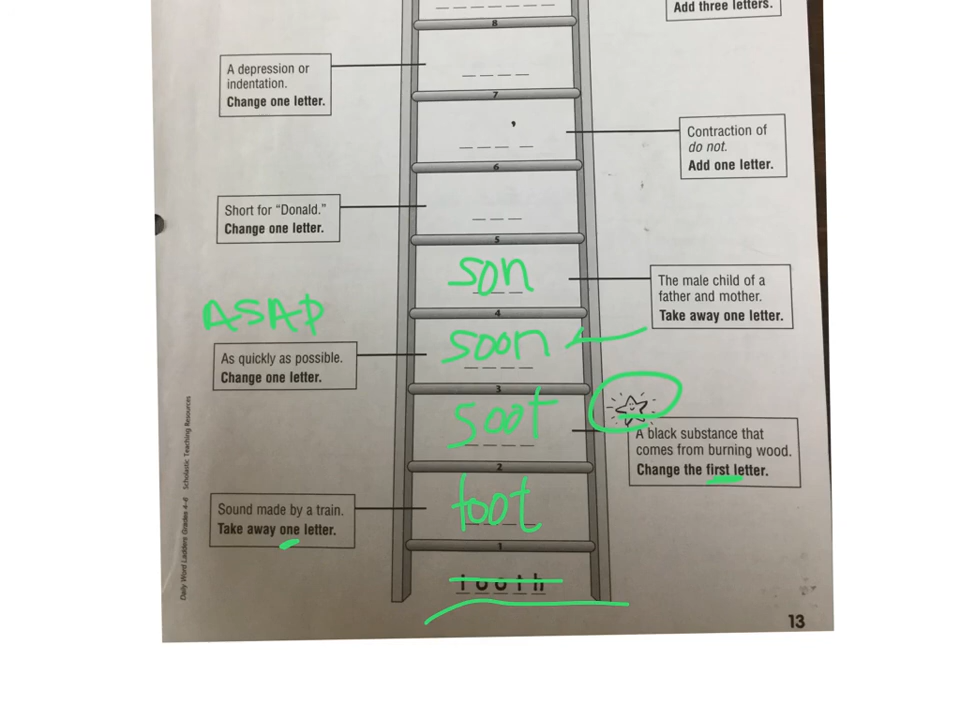 Add three letters.
8
A depression or
indentation.
Change one letter.
7
'
Contraction of
do not.
Add one letter.
6
Short for “Donald.”
Change one letter.
5
son
The male child of a
father and mother.
Take away one letter.
4
ASAP
soon
As quickly as possible.
Change one letter.
3
soot
A black substance that
comes from burning wood.
Change the first letter.
2
toot
Sound made by a train.
Take away one letter.
1
tooth
Daily Word Ladders Grades 4–6 Scholastic Teaching Resources
13